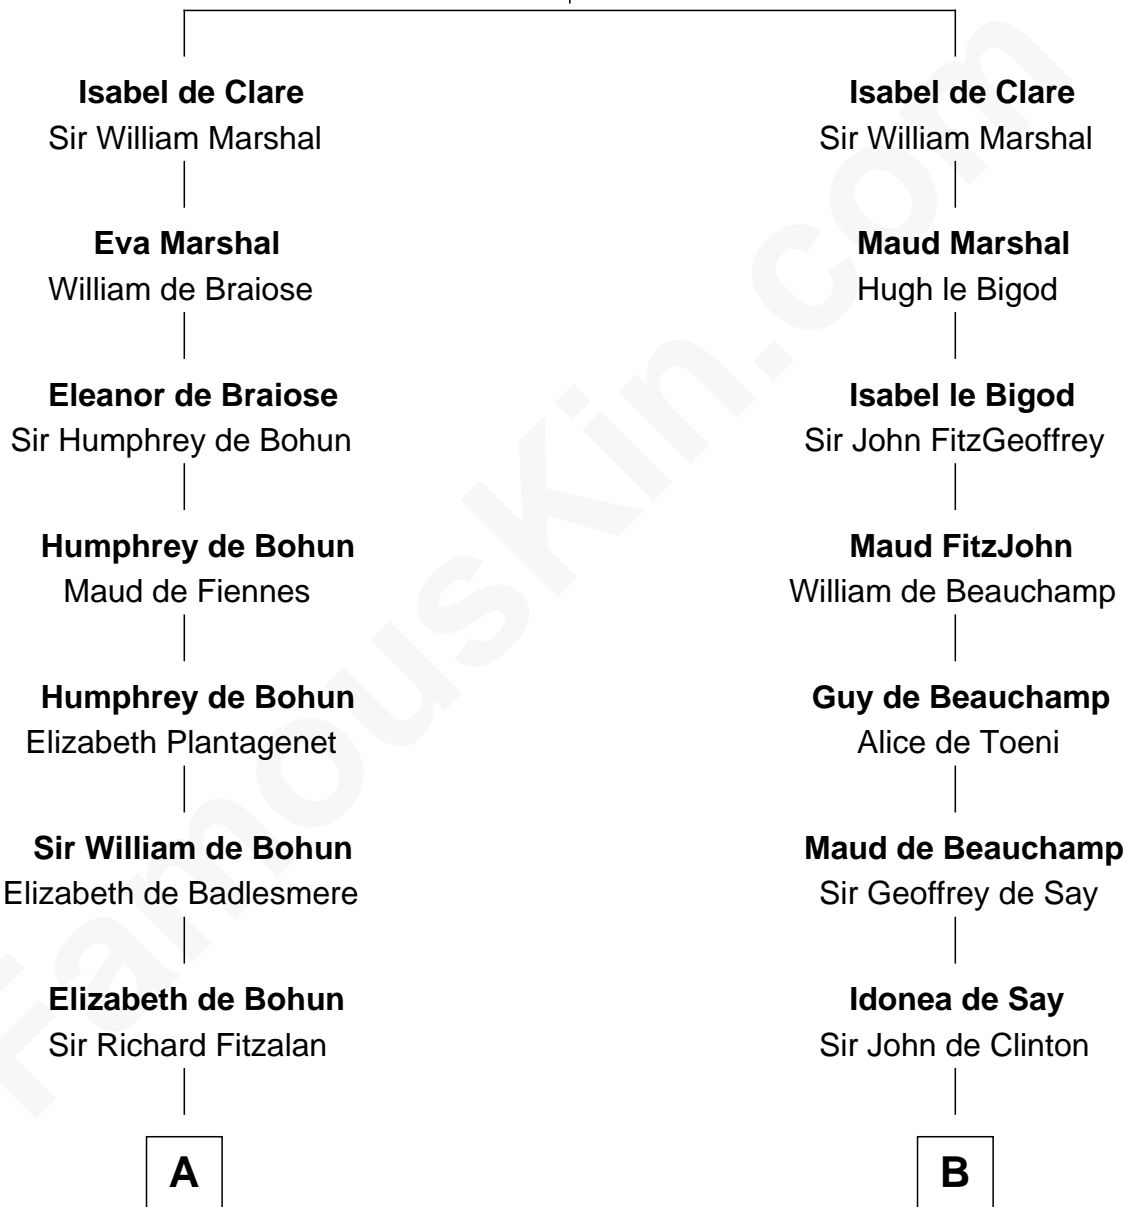 Isabel de Clare
Sir William Marshal
Eva Marshal
William de Braiose
Eleanor de Braiose
Sir Humphrey de Bohun
Humphrey de Bohun
Maud de Fiennes
Humphrey de Bohun
Elizabeth Plantagenet
Sir William de Bohun
Elizabeth de Badlesmere
Elizabeth de Bohun
Sir Richard Fitzalan
A
Isabel de Clare
Sir William Marshal
Maud Marshal
Hugh le Bigod
Isabel le Bigod
Sir John FitzGeoffrey
Maud FitzJohn
William de Beauchamp
Guy de Beauchamp
Alice de Toeni
Maud de Beauchamp
Sir Geoffrey de Say
Idonea de Say
Sir John de Clinton
B
FamousKin.com